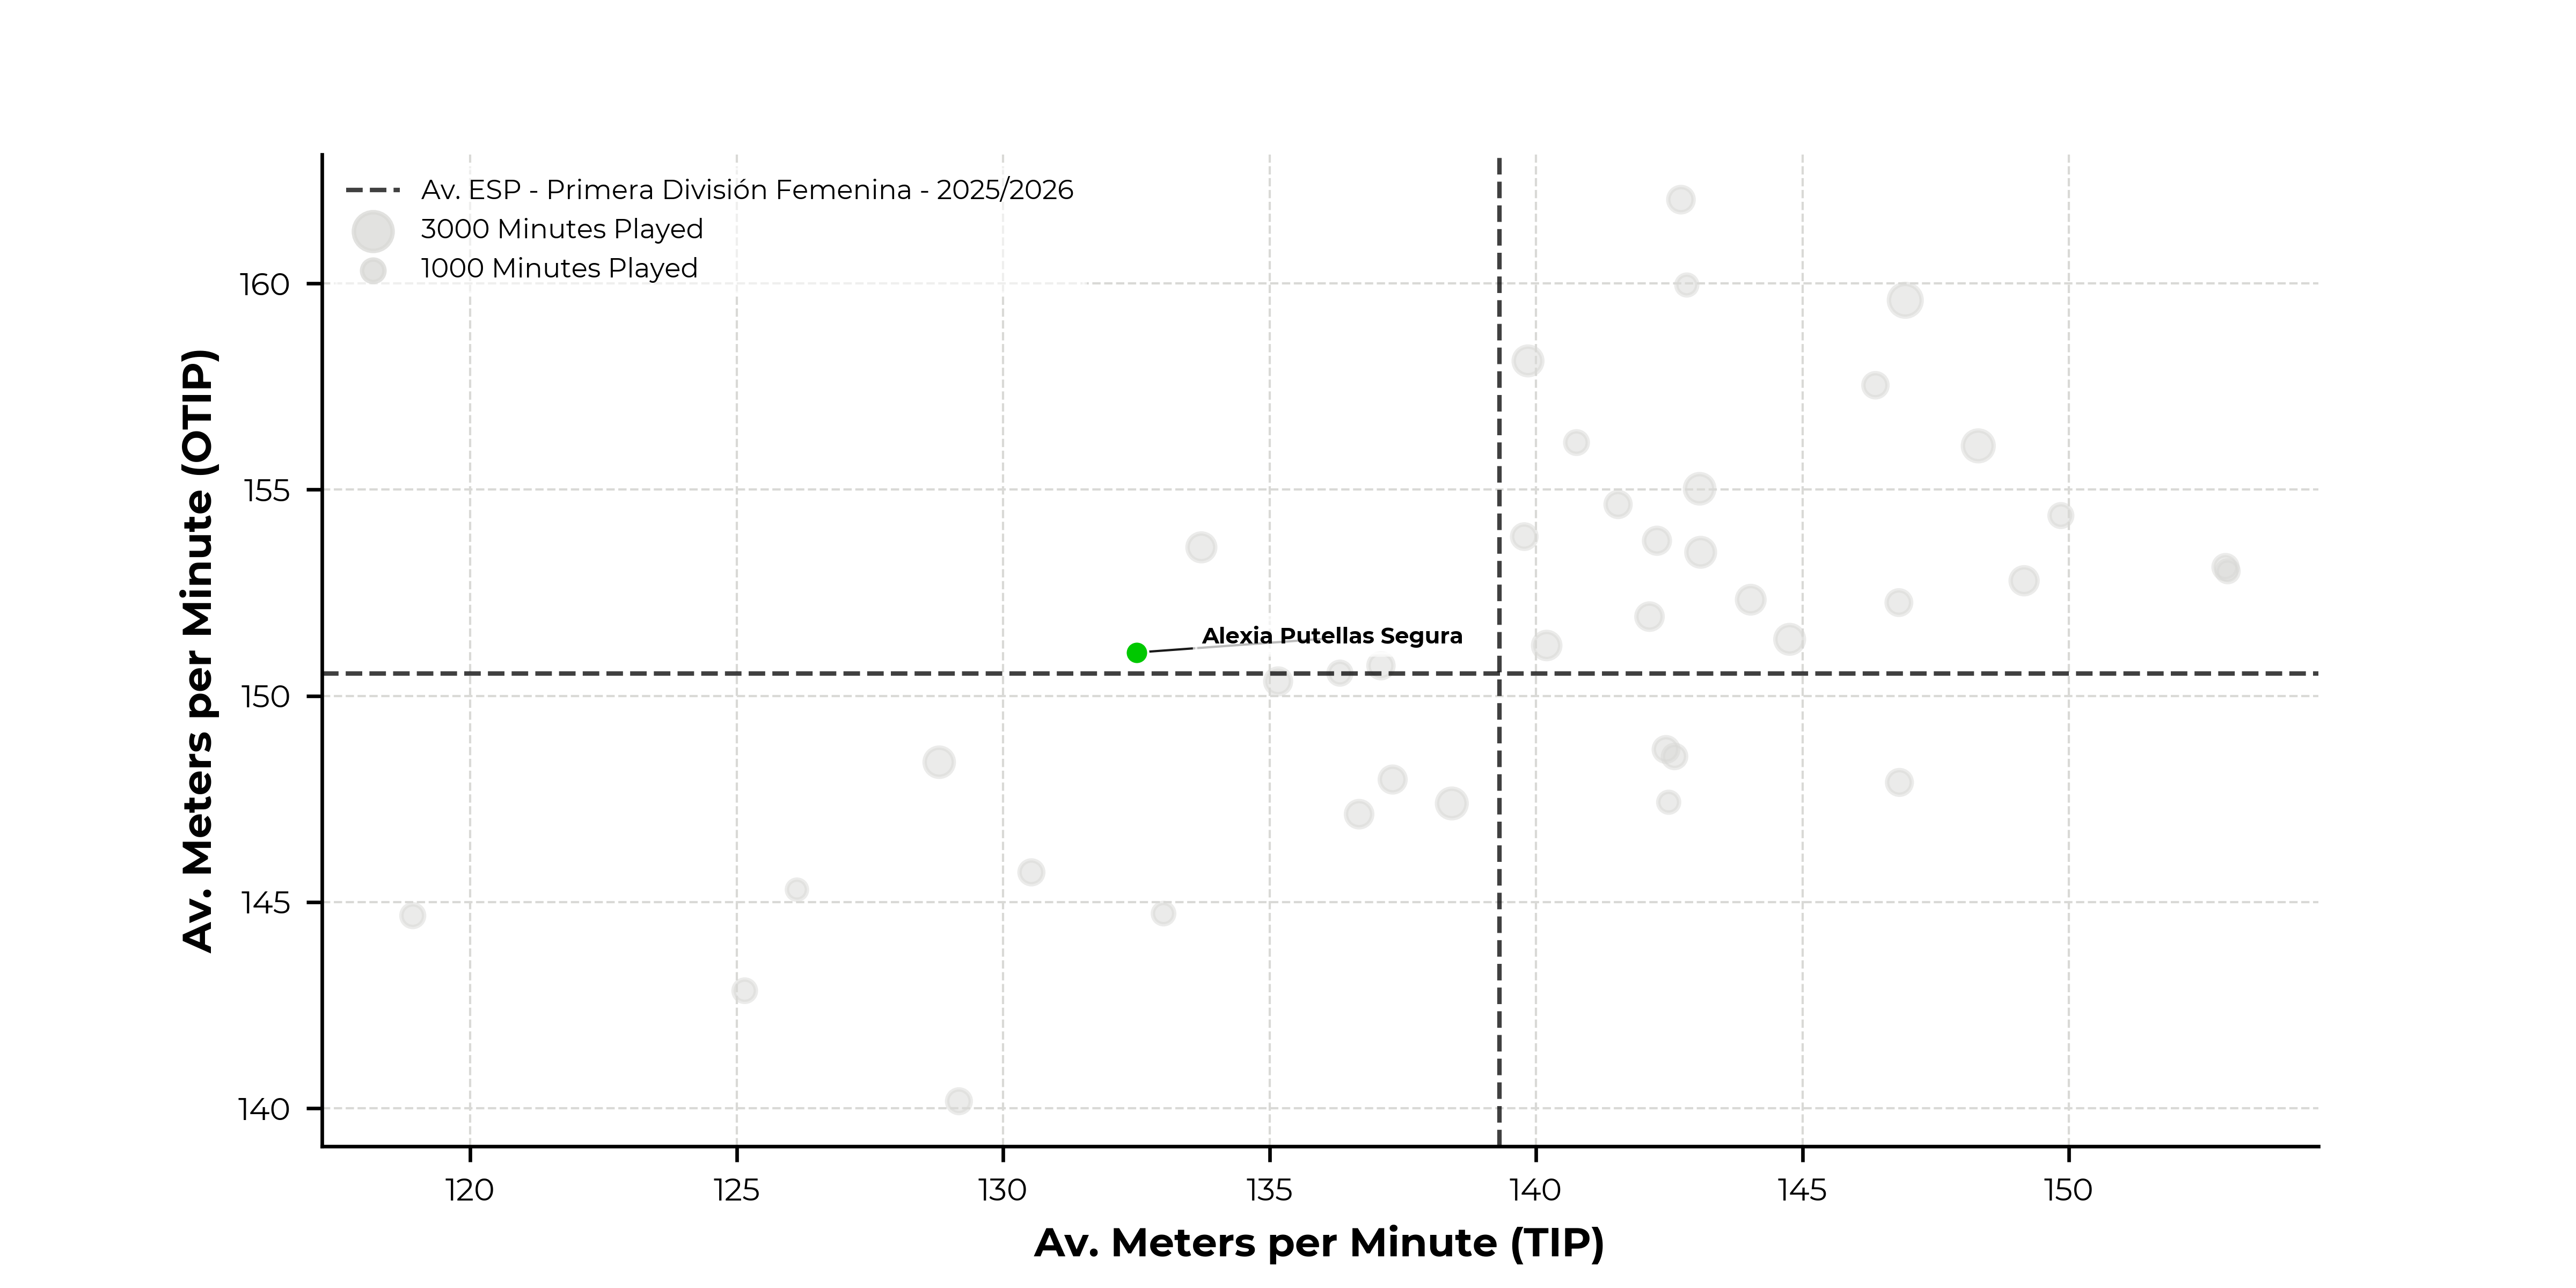 Av. ESP - Primera División Femenina - 2025/2026
3000 Minutes Played
1000 Minutes Played
Av. Meters per Minute (OTIP)
160
155
150
145
140
Alexia Putellas Segura
120
125
130
135
140
145
150
Av. Meters per Minute (TIP)